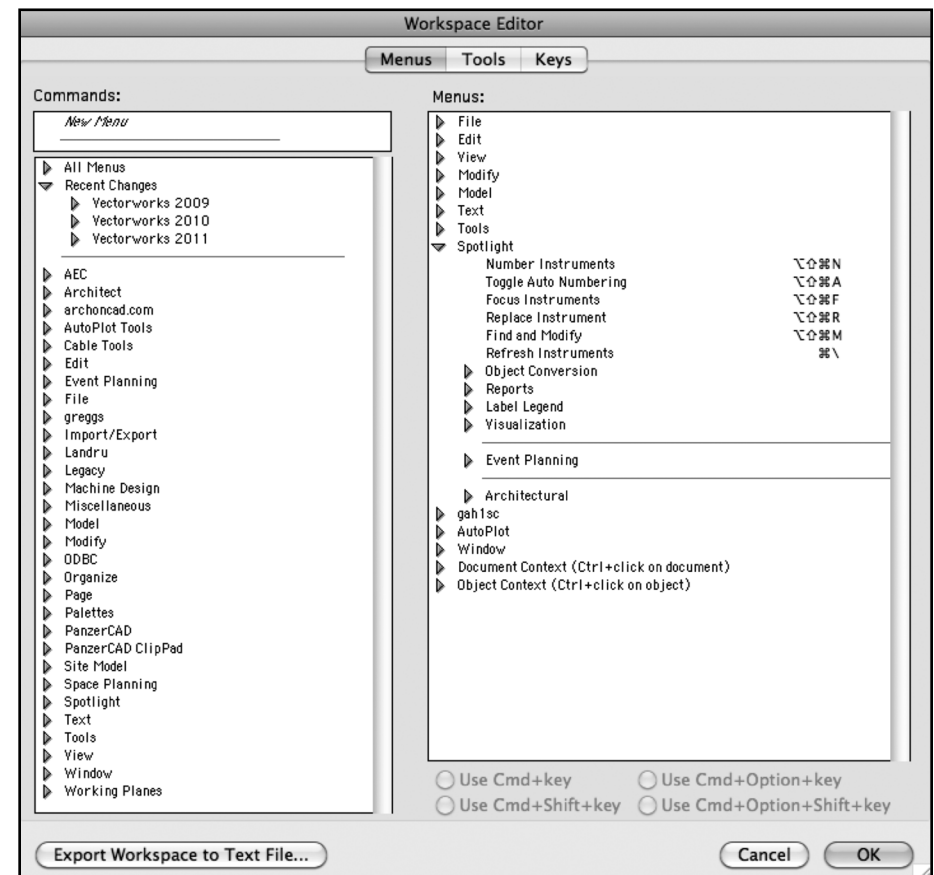 Workspace Editor
Menus Tools Keys
Commands:
New Menu
All Menus
Recent Changes
Vectorworks 2009
Vectorworks 2010
Vectorworks 2011
AEC
Architect
archoncad.com
AutoPlot Tools
Cable Tools
Edit
Event Planning
File
greggs
Import/Export
Landru
Legacy
Machine Design
Miscellaneous
Model
Modify
ODBC
Organize
Page
Palettes
PanzerCAD
PanzerCAD ClipPad
Site Model
Space Planning
Spotlight
Text
Tools
View
Window
Working Planes
Menus:
File
Edit
View
Modify
Model
Text
Tools
Spotlight
Number Instruments ⌥⇧⌘N
Toggle Auto Numbering ⌥⇧⌘A
Focus Instruments ⌥⇧⌘F
Replace Instrument ⌥⇧⌘R
Find and Modify ⌥⇧⌘M
Refresh Instruments ⌘\
Object Conversion
Reports
Label Legend
Visualization
Event Planning
Architectural
gah1sc
AutoPlot
Window
Document Context (Ctrl+click on document)
Object Context (Ctrl+click on object)
Use Cmd+key Use Cmd+Option+key
Use Cmd+Shift+key Use Cmd+Option+Shift+key
Export Workspace to Text File... Cancel OK